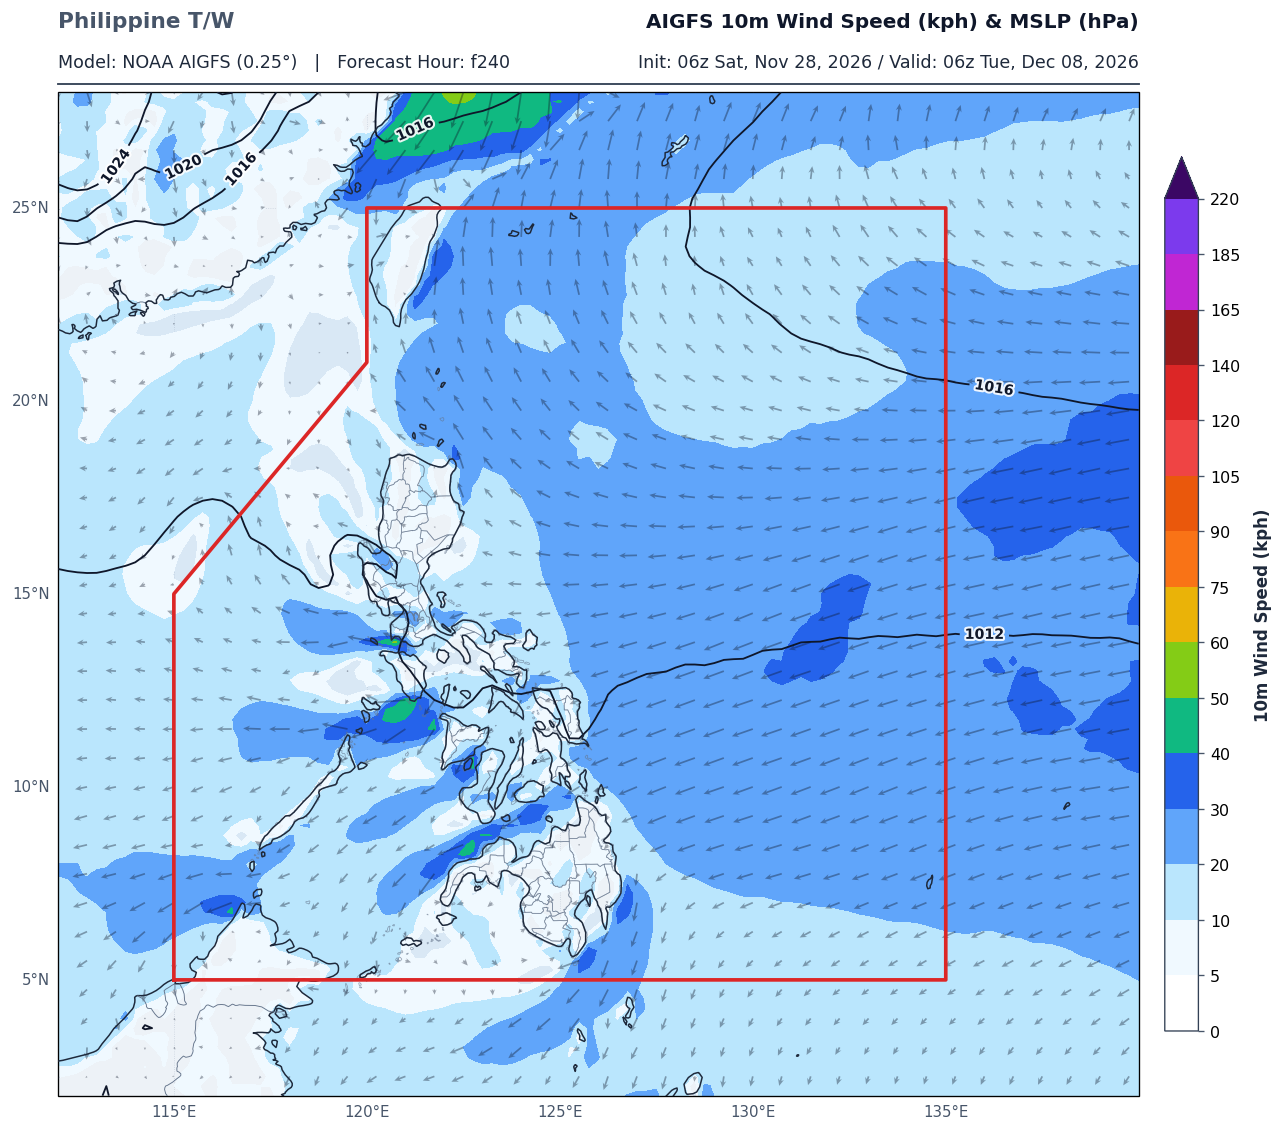 Philippine T/W
AIGFS 10m Wind Speed (kph) & MSLP (hPa)
Model: NOAA AIGFS (0.25°) | Forecast Hour: f240
Init: 06z Sat, Nov 28, 2026 / Valid: 06z Tue, Dec 08, 2026
1016
1024
1020
1016
25°N
20°N
15°N
10°N
5°N
1016
1012
115°E
120°E
125°E
130°E
135°E
220
185
165
140
120
105
90
75
60
50
40
30
20
10
5
0
10m Wind Speed (kph)